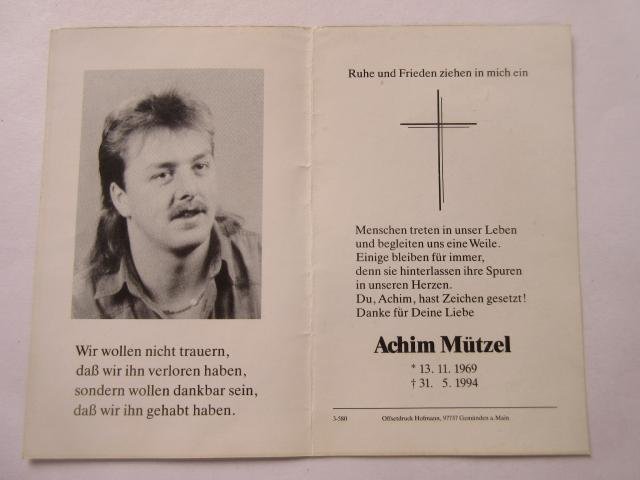 Wir wollen nicht trauern,
daß wir ihn verloren haben,
sondern wollen dankbar sein,
daß wir ihn gehabt haben.
Ruhe und Frieden ziehen in mich ein
Menschen treten in unser Leben
und begleiten uns eine Weile.
Einige bleiben für immer,
denn sie hinterlassen ihre Spuren
in unseren Herzen.
Du, Achim, hast Zeichen gesetzt!
Danke für Deine Liebe
Achim Mützel
* 13. 11. 1969
† 31. 5. 1994
3-580 Offsetdruck Hofmann, 97737 Gemünden a. Main